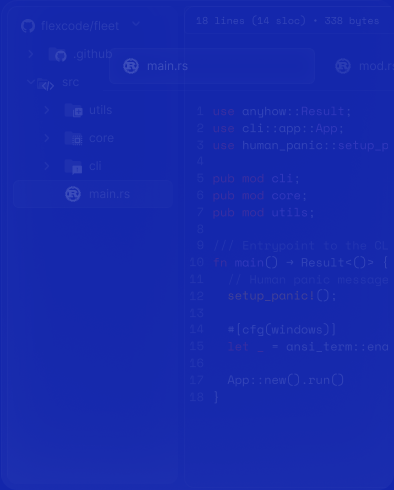 flexcode/fleet
.github
src
utils
core
cli
main.rs
18 lines (14 sloc) • 338 bytes
main.rs
mod.r
1 use anyhow::Result;
2 use cli::app::App;
3 use human_panic::setup_p
4
5 pub mod cli;
6 pub mod core;
7 pub mod utils;
8
9 /// Entrypoint to the CL
10 fn main() → Result<()> {
11 // Human panic message
12 setup_panic!();
13
14 #[cfg(windows)]
15 let _ = ansi_term::ena
16
17 App::new().run()
18 }